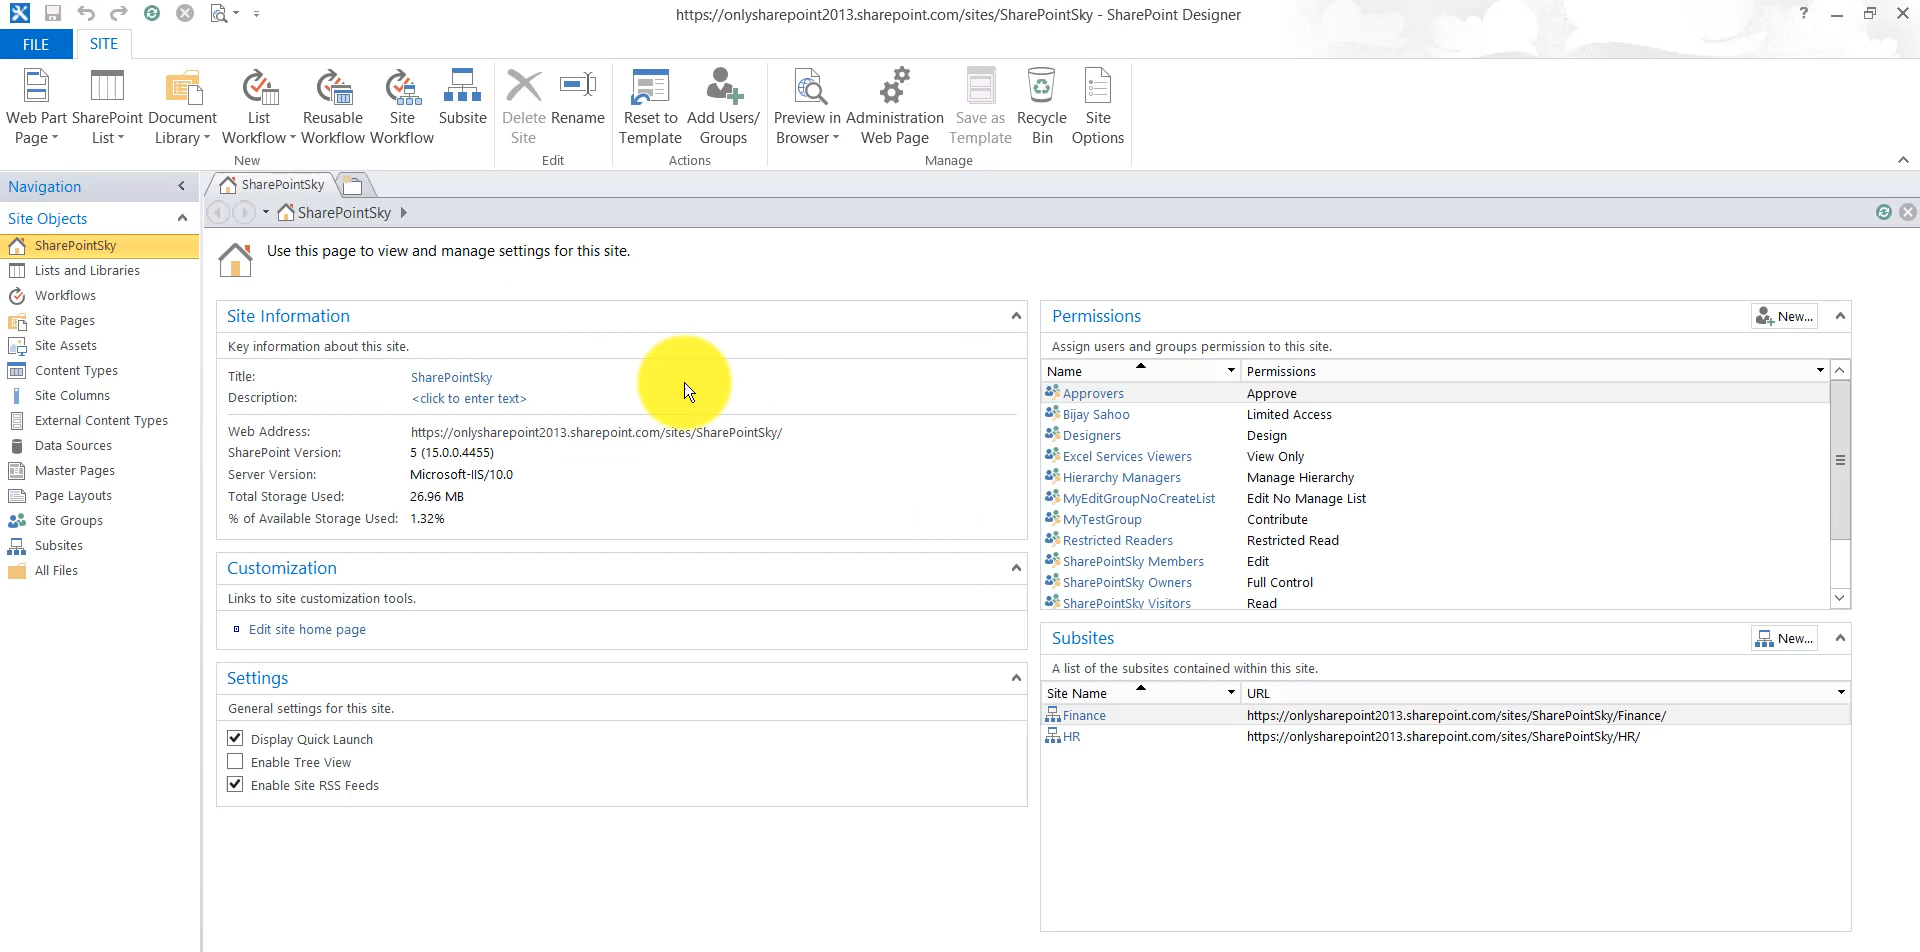 https://onlysharepoint2013.sharepoint.com/sites/SharePointSky - SharePoint Designer
?
FILE
SITE
Web Part Page
SharePoint List
Document Library
List Workflow
Reusable Workflow
Site Workflow
Subsite
New
Delete Site
Rename
Edit
Reset to Template
Add Users/ Groups
Actions
Preview in Browser
Administration Web Page
Save as Template
Recycle Bin
Site Options
Manage
Navigation
Site Objects
SharePointSky
Lists and Libraries
Workflows
Site Pages
Site Assets
Content Types
Site Columns
External Content Types
Data Sources
Master Pages
Page Layouts
Site Groups
Subsites
All Files
SharePointSky
SharePointSky
Use this page to view and manage settings for this site.
Site Information
Key information about this site.
Title: SharePointSky
Description: <click to enter text>
Web Address: https://onlysharepoint2013.sharepoint.com/sites/SharePointSky/
SharePoint Version: 5 (15.0.0.4455)
Server Version: Microsoft-IIS/10.0
Total Storage Used: 26.96 MB
% of Available Storage Used: 1.32%
Customization
Links to site customization tools.
Edit site home page
Settings
General settings for this site.
Display Quick Launch
Enable Tree View
Enable Site RSS Feeds
Permissions
New...
Assign users and groups permission to this site.
Name Permissions
Approvers Approve
Bijay Sahoo Limited Access
Designers Design
Excel Services Viewers View Only
Hierarchy Managers Manage Hierarchy
MyEditGroupNoCreateList Edit No Manage List
MyTestGroup Contribute
Restricted Readers Restricted Read
SharePointSky Members Edit
SharePointSky Owners Full Control
SharePointSky Visitors Read
Subsites
New...
A list of the subsites contained within this site.
Site Name URL
Finance https://onlysharepoint2013.sharepoint.com/sites/SharePointSky/Finance/
HR https://onlysharepoint2013.sharepoint.com/sites/SharePointSky/HR/